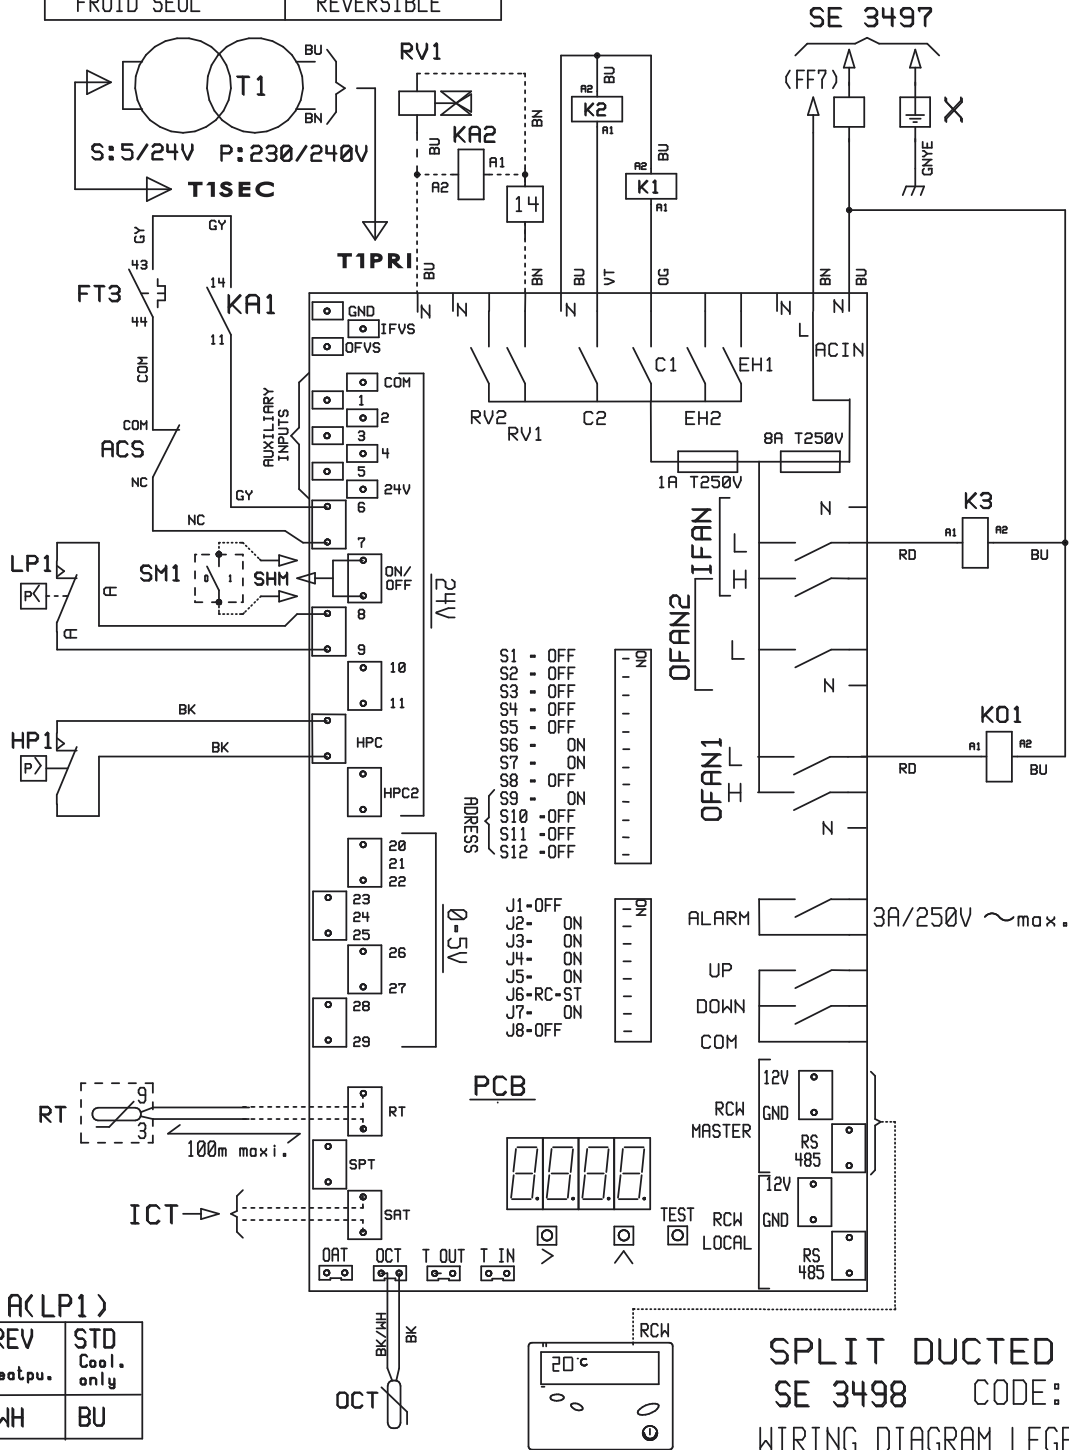 FROID SEUL REVERSIBLE
SE 3497
RV1
(FF7)
BU
T1
BN
S:5/24V P:230/240V
T1SEC
T1PRI
KA2
A1
A2
BU
BN
14
BU
BN
A2
K2
A1
BU
A2
K1
A1
BU
BU
VT
OG
BN
BU
GNYE
GY
GY
43
FT3
44
14
KA1
11
COM
COM
ACS
NC
GY
NC
GND
IFVS
OFVS
N
N
N
N
N
L
ACIN
COM
1
2
3
4
5
24V
6
7
AUXILIARY
INPUTS
RV2
RV1
C2
C1
EH2
EH1
8A T250V
1A T250V
LP1
P<
A
A
SM1
0 1
SHM
ON/
OFF
24V
8
9
10
11
HP1
P>
BK
BK
HPC
HPC2
IFAN
L
H
N
OFAN2
L
N
OFAN1
L
H
N
K3
A1
A2
RD
BU
KO1
A1
A2
RD
BU
S1 - OFF
S2 - OFF
S3 - OFF
S4 - OFF
S5 - OFF
S6 - ON
S7 - ON
S8 - OFF
S9 - ON
S10 -OFF
S11 -OFF
S12 -OFF
ADRESS
ON
20
21
22
23
24
25
26
27
28
29
0-5V
J1-OFF
J2- ON
J3- ON
J4- ON
J5- ON
J6-RC-ST
J7- ON
J8-OFF
ON
ALARM
3A/250V ~max.
UP
DOWN
COM
PCB
RT
9
3
100m maxi.
RT
SPT
ICT
SAT
12V
GND
RCW
MASTER
RS
485
12V
GND
RCW
LOCAL
RS
485
>
^
TEST
OAT OCT T OUT T IN
BK/WH
BK
OCT
RCW
20°c
A(LP1)
REV STD
eatpu. Cool.
only
WH BU
SPLIT DUCTED
SE 3498 CODE:
WIRING DIAGRAM LEGE